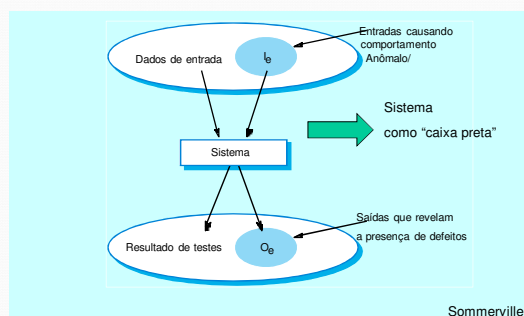 Entradas causando
comportamento
Anômalo/
Dados de entrada
Ie
Sistema
como “caixa preta”
Sistema
Saídas que revelam
a presença de defeitos
Resultado de testes
Oe
Sommerville